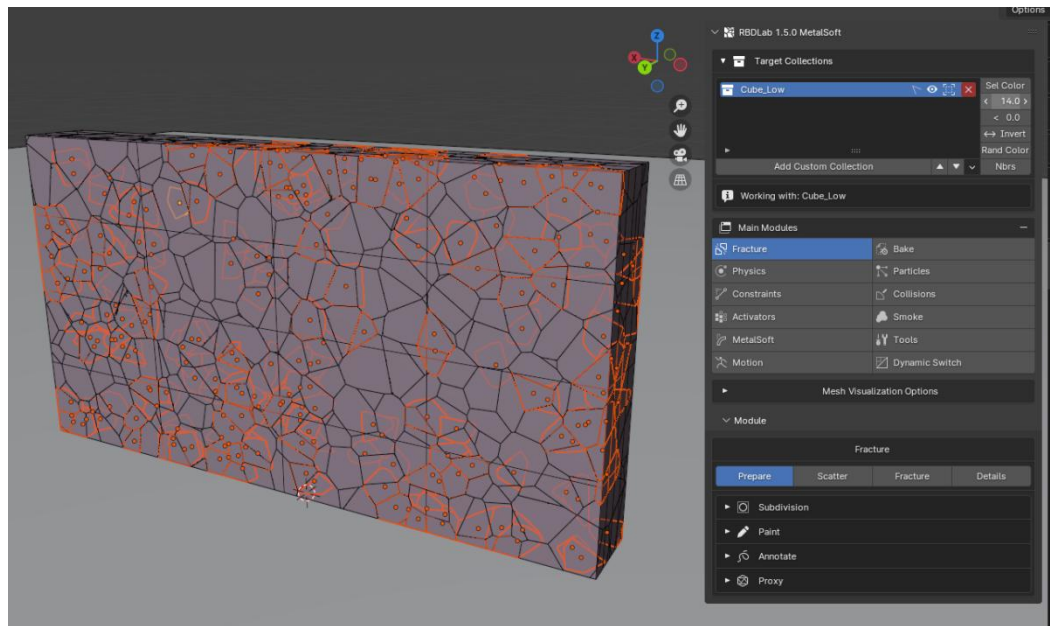 Options
RBDLab 1.5.0 MetalSoft
Target Collections
Cube_Low
Sel Color
14.0
< 0.0
Invert
Rand Color
Add Custom Collection
Nbrs
Working with: Cube_Low
Main Modules
Fracture
Bake
Physics
Particles
Constraints
Collisions
Activators
Smoke
MetalSoft
Tools
Motion
Dynamic Switch
Mesh Visualization Options
Module
Fracture
Prepare
Scatter
Fracture
Details
Subdivision
Paint
Annotate
Proxy
Z
X
Y